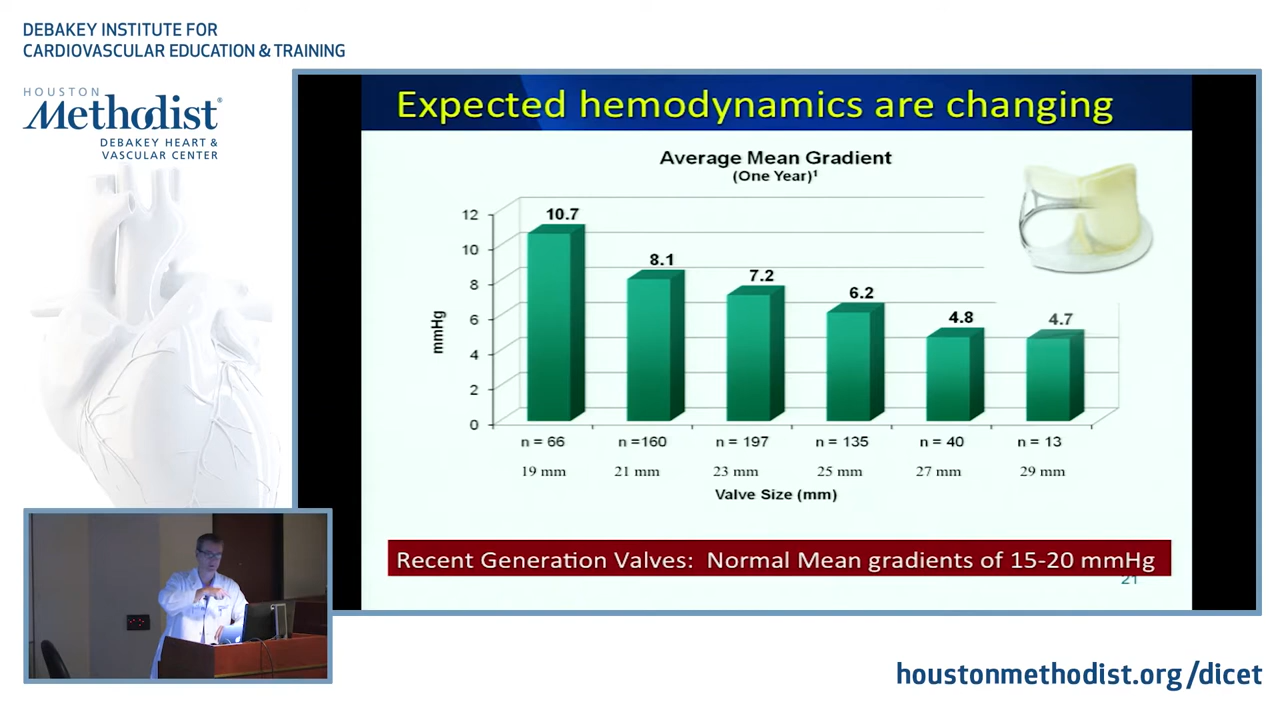 DEBAKEY INSTITUTE FOR
CARDIOVASCULAR EDUCATION & TRAINING
HOUSTON
Methodist®
DEBAKEY HEART &
VASCULAR CENTER
Expected hemodynamics are changing
Average Mean Gradient
(One Year)¹
mmHg
12
10
8
6
4
2
0
10.7
8.1
7.2
6.2
4.8
4.7
n = 66 n =160 n = 197 n = 135 n = 40 n = 13
19 mm 21 mm 23 mm 25 mm 27 mm 29 mm
Valve Size (mm)
Recent Generation Valves: Normal Mean gradients of 15-20 mmHg
21
houstonmethodist.org/dicet